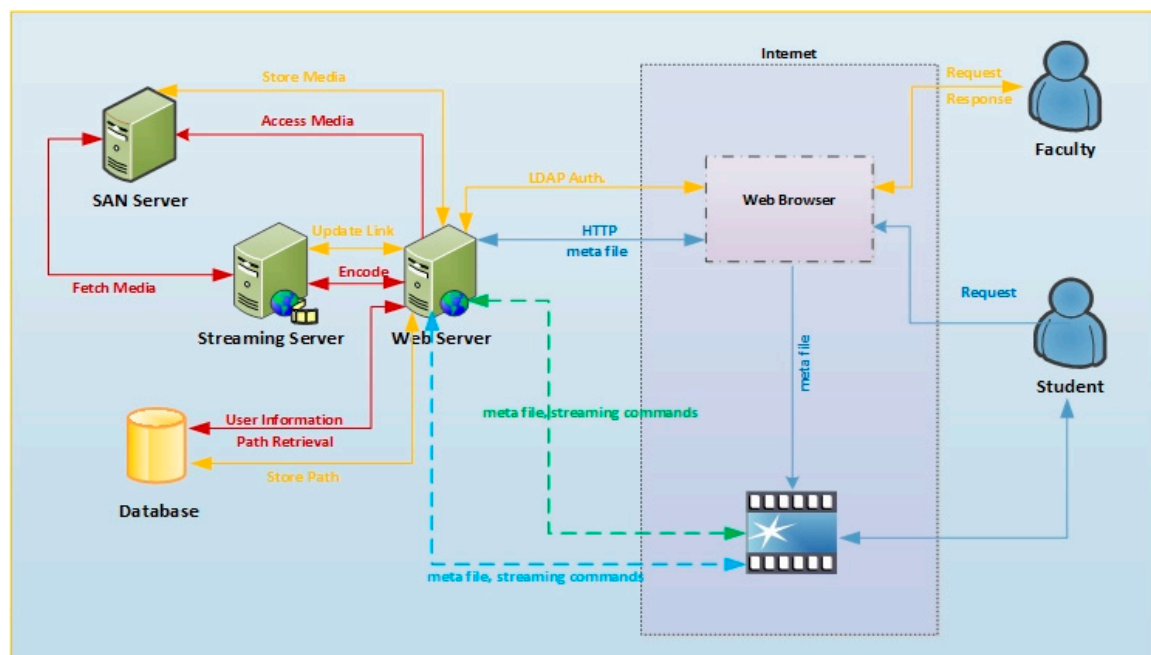 Internet
Store Media
Request
Response
Access Media
Faculty
LDAP Auth.
SAN Server
Web Browser
Update Link
HTTP
meta file
Encode
Fetch Media
Request
Streaming Server
Web Server
meta file
Student
meta file, streaming commands
User Information
Path Retrieval
Store Path
Database
meta file, streaming commands